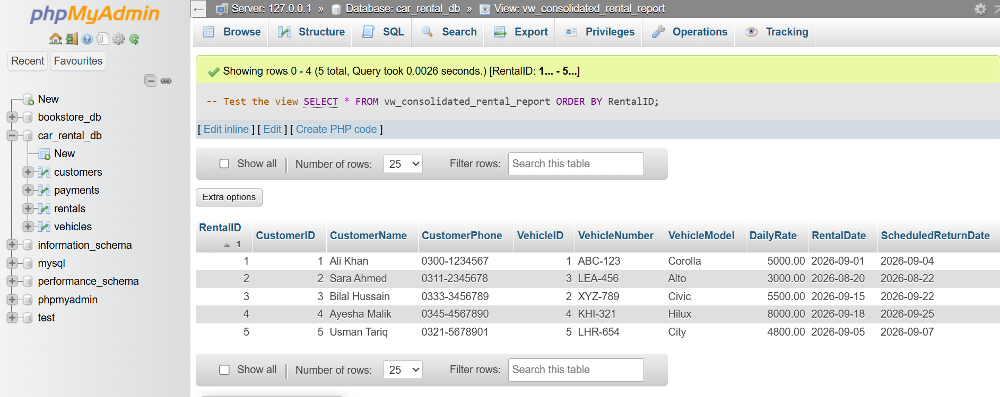 phpMyAdmin
Recent Favourites
New
bookstore_db
car_rental_db
New
customers
payments
rentals
vehicles
information_schema
mysql
performance_schema
phpmyadmin
test
← Server: 127.0.0.1 » Database: car_rental_db » View: vw_consolidated_rental_report
Browse Structure SQL Search Export Privileges Operations Tracking
Showing rows 0 - 4 (5 total, Query took 0.0026 seconds.) [RentalID: 1... - 5...]
-- Test the view SELECT * FROM vw_consolidated_rental_report ORDER BY RentalID;
[ Edit inline ] [ Edit ] [ Create PHP code ]
Show all | Number of rows: 25 Filter rows: Search this table
Extra options
RentalID 1 CustomerID CustomerName CustomerPhone VehicleID VehicleNumber VehicleModel DailyRate RentalDate ScheduledReturnDate
1 1 Ali Khan 0300-1234567 1 ABC-123 Corolla 5000.00 2026-09-01 2026-09-04
2 2 Sara Ahmed 0311-2345678 3 LEA-456 Alto 3000.00 2026-08-20 2026-08-22
3 3 Bilal Hussain 0333-3456789 2 XYZ-789 Civic 5500.00 2026-09-15 2026-09-22
4 4 Ayesha Malik 0345-4567890 4 KHI-321 Hilux 8000.00 2026-09-18 2026-09-25
5 5 Usman Tariq 0321-5678901 5 LHR-654 City 4800.00 2026-09-05 2026-09-07
Show all | Number of rows: 25 Filter rows: Search this table